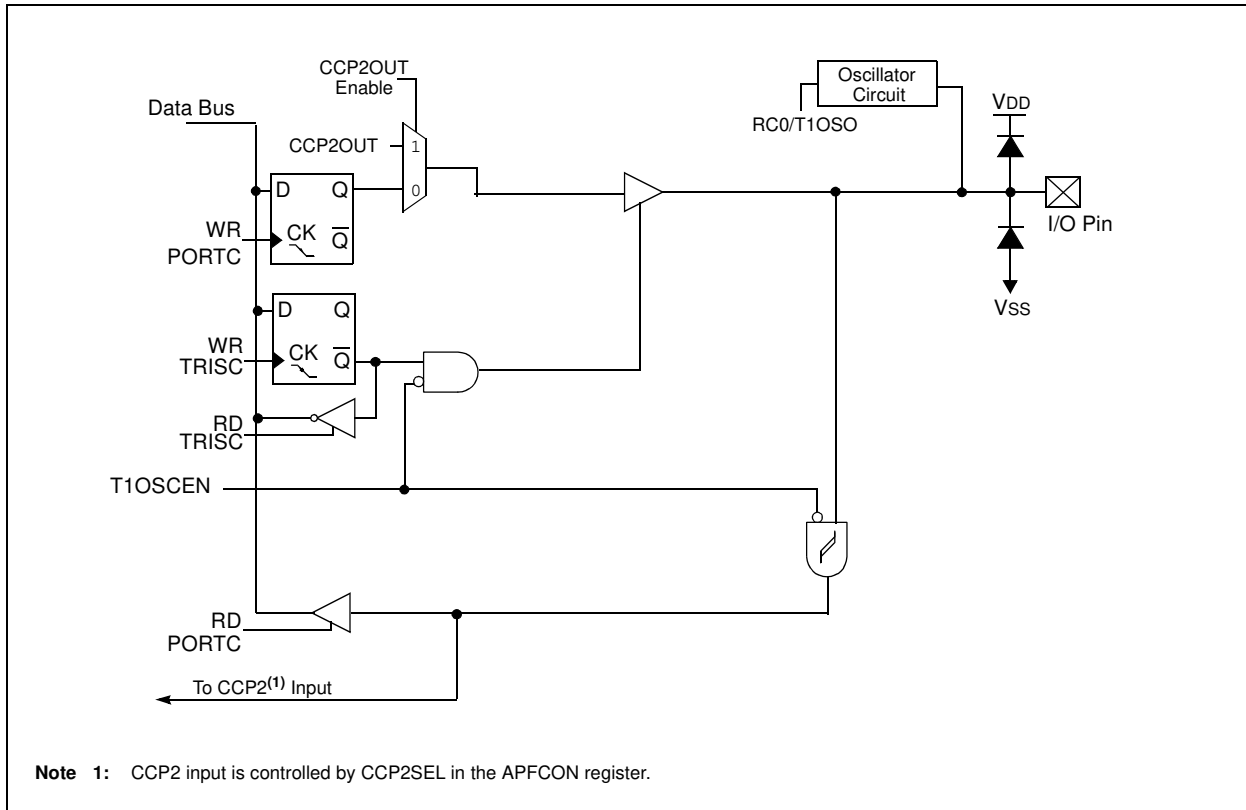 CCP2OUT
Enable
Oscillator
Circuit
VDD
Data Bus
RC0/T1OSO
CCP2OUT
1
0
D Q
CK Q
WR
PORTC
I/O Pin
VSS
D Q
CK Q
WR
TRISC
RD
TRISC
T1OSCEN
RD
PORTC
To CCP2(1) Input
Note 1: CCP2 input is controlled by CCP2SEL in the APFCON register.